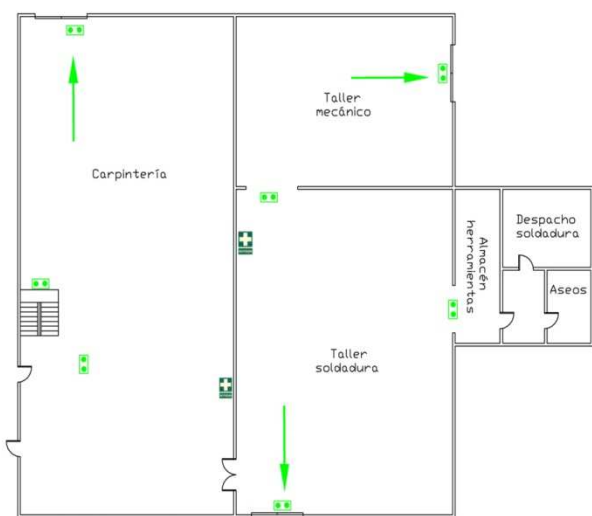 Taller
mecánico
Carpintería
Despacho
soldadura
Almacén
herramientas
Aseos
Taller
soldadura